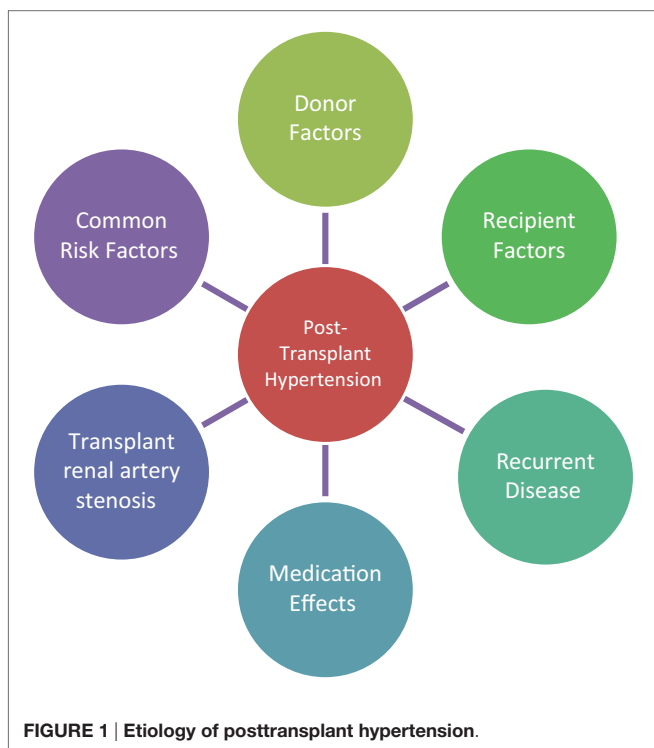 Donor
Factors
Common
Risk Factors
Recipient
Factors
Post-
Transplant
Hypertension
Transplant
renal artery
stenosis
Recurrent
Disease
Medication
Effects
FIGURE 1 | Etiology of posttransplant hypertension.